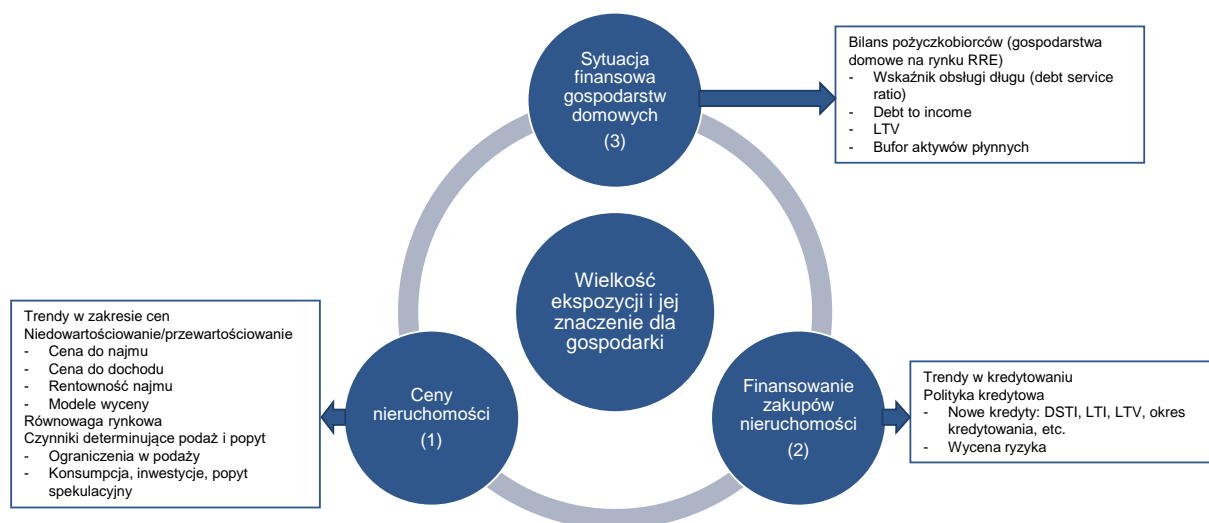 Sytuacja
finansowa
gospodarstw
domowych
(3)
Bilans pożyczkobiorców (gospodarstwa
domowe na rynku RRE)
- Wskaźnik obsługi długu (debt service
ratio)
- Debt to income
- LTV
- Bufor aktywów płynnych
Wielkość
ekspozycji i jej
znaczenie dla
gospodarki
Trendy w zakresie cen
Niedowartościowanie/przewartościowanie
- Cena do najmu
- Cena do dochodu
- Rentowność najmu
- Modele wyceny
Równowaga rynkowa
Czynniki determinujące podaż i popyt
- Ograniczenia w podaży
- Konsumpcja, inwestycje, popyt
spekulacyjny
Ceny
nieruchomości
(1)
Finansowanie
zakupów
nieruchomości
(2)
Trendy w kredytowaniu
Polityka kredytowa
- Nowe kredyty: DSTI, LTI, LTV, okres
kredytowania, etc.
- Wycena ryzyka